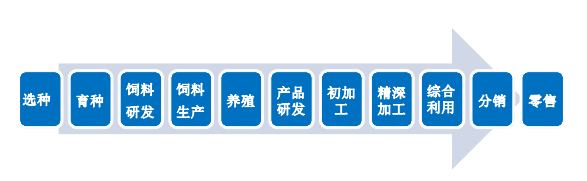 选种
育种
饲料
研发
饲料
生产
养殖
产品
研发
初加
工
精深
加工
综合
利用
分销
零售